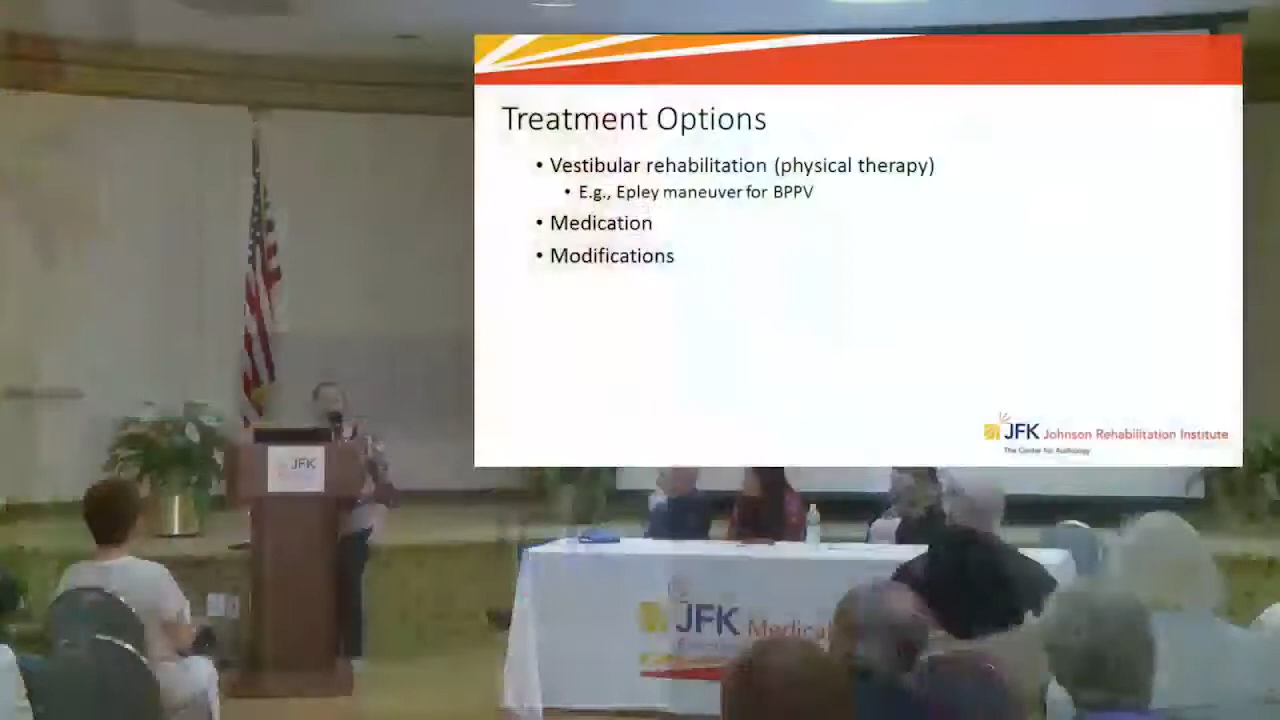 Treatment Options
• Vestibular rehabilitation (physical therapy)
• E.g., Epley maneuver for BPPV
• Medication
• Modifications
JFK Johnson Rehabilitation Institute
The Center for Audiology
JFK
JFK Medical